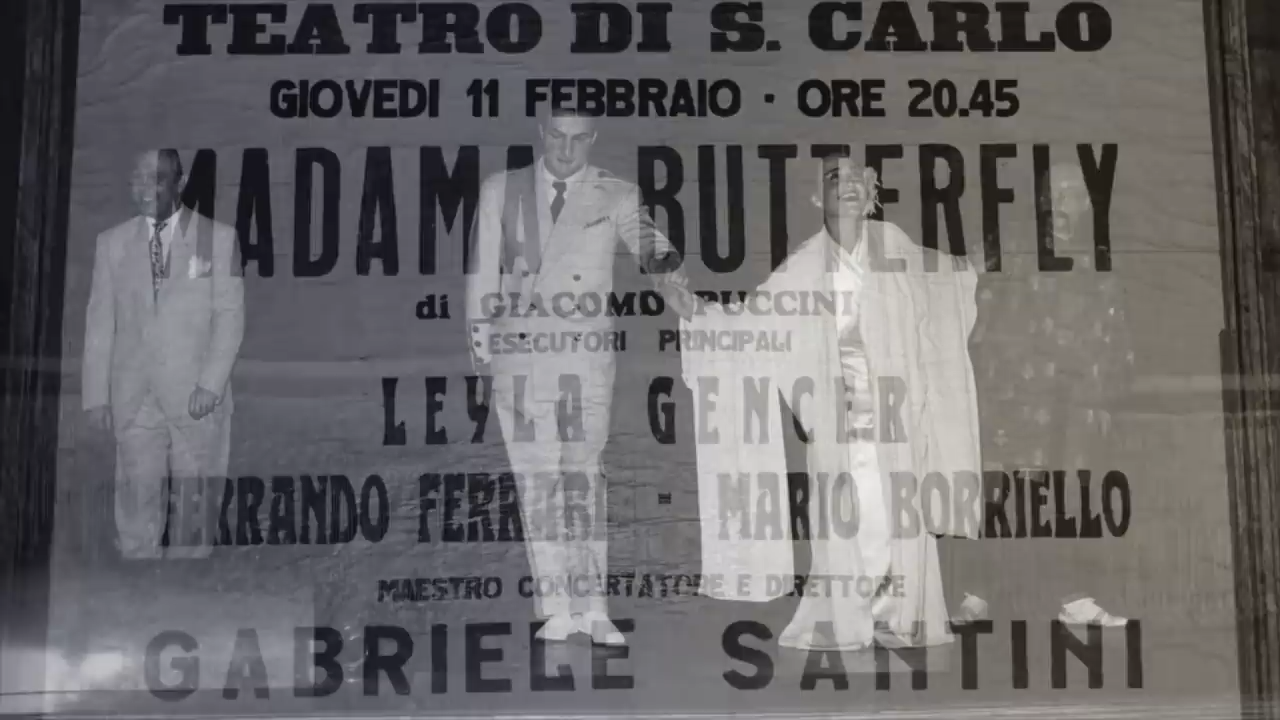 TEATRO DI S. CARLO
GIOVEDI 11 FEBBRAIO · ORE 20.45
MADAMA BUTTERFLY
di GIACOMO PUCCINI
ESECUTORI PRINCIPALI
LEYLA GENCER
FERRANDO FERRARI - MARIO BORRIELLO
MAESTRO CONCERTATORE E DIRETTORE
GABRIELE SANTINI